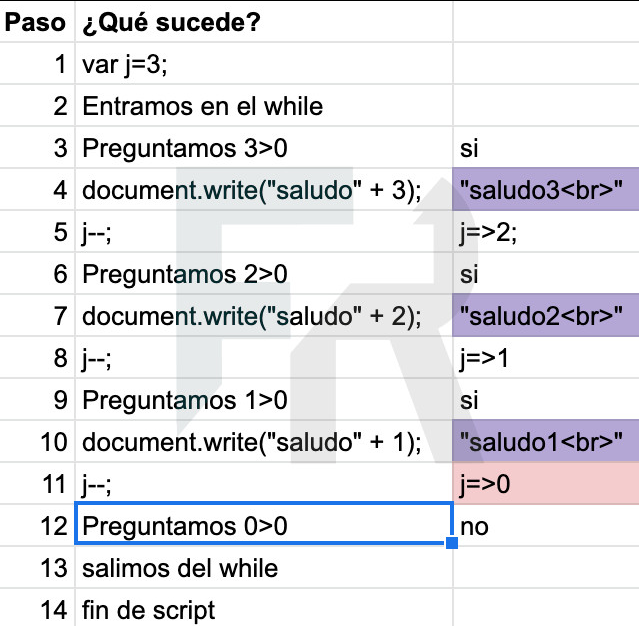 Paso ¿Qué sucede?
1 var j=3;
2 Entramos en el while
3 Preguntamos 3>0 si
4 document.write("saludo" + 3); "saludo3<br>"
5 j--; j=>2;
6 Preguntamos 2>0 si
7 document.write("saludo" + 2); "saludo2<br>"
8 j--; j=>1
9 Preguntamos 1>0 si
10 document.write("saludo" + 1); "saludo1<br>"
11 j--; j=>0
12 Preguntamos 0>0 no
13 salimos del while
14 fin de script